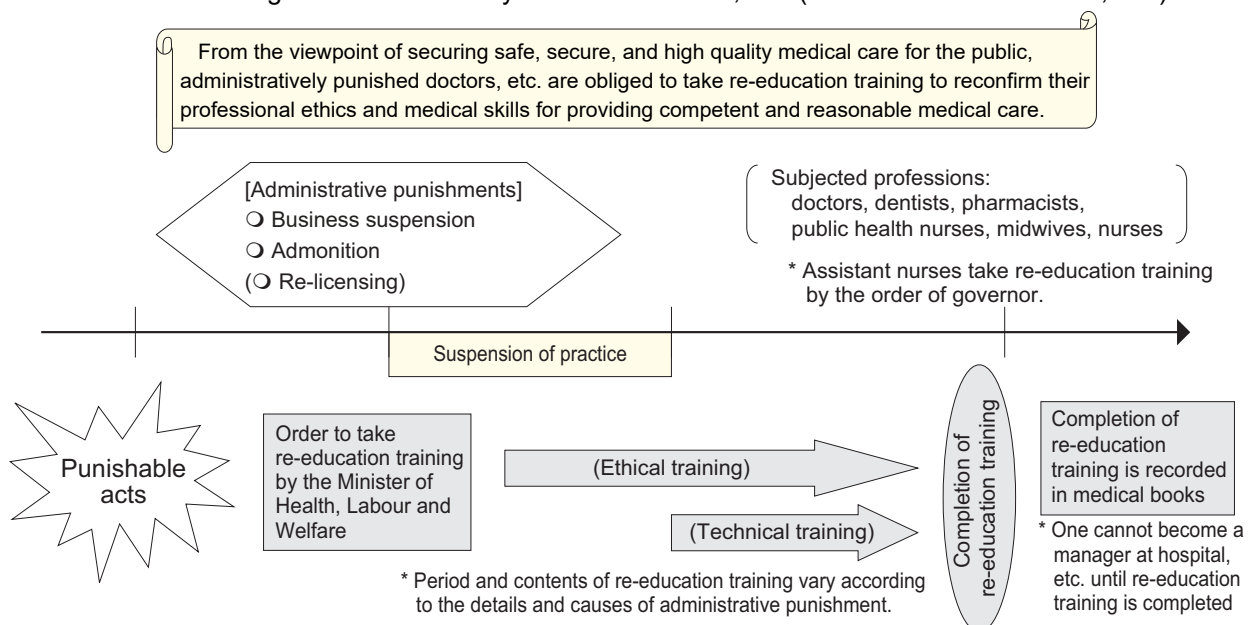 From the viewpoint of securing safe, secure, and high quality medical care for the public,
administratively punished doctors, etc. are obliged to take re-education training to reconfirm their
professional ethics and medical skills for providing competent and reasonable medical care.
[Administrative punishments]
❍ Business suspension
❍ Admonition
(❍ Re-licensing)
Subjected professions:
doctors, dentists, pharmacists,
public health nurses, midwives, nurses
* Assistant nurses take re-education training
by the order of governor.
Suspension of practice
Punishable
acts
Order to take
re-education training
by the Minister of
Health, Labour and
Welfare
(Ethical training)
(Technical training)
* Period and contents of re-education training vary according
to the details and causes of administrative punishment.
Completion of
re-education training
Completion of
re-education
training is recorded
in medical books
* One cannot become a
manager at hospital,
etc. until re-education
training is completed